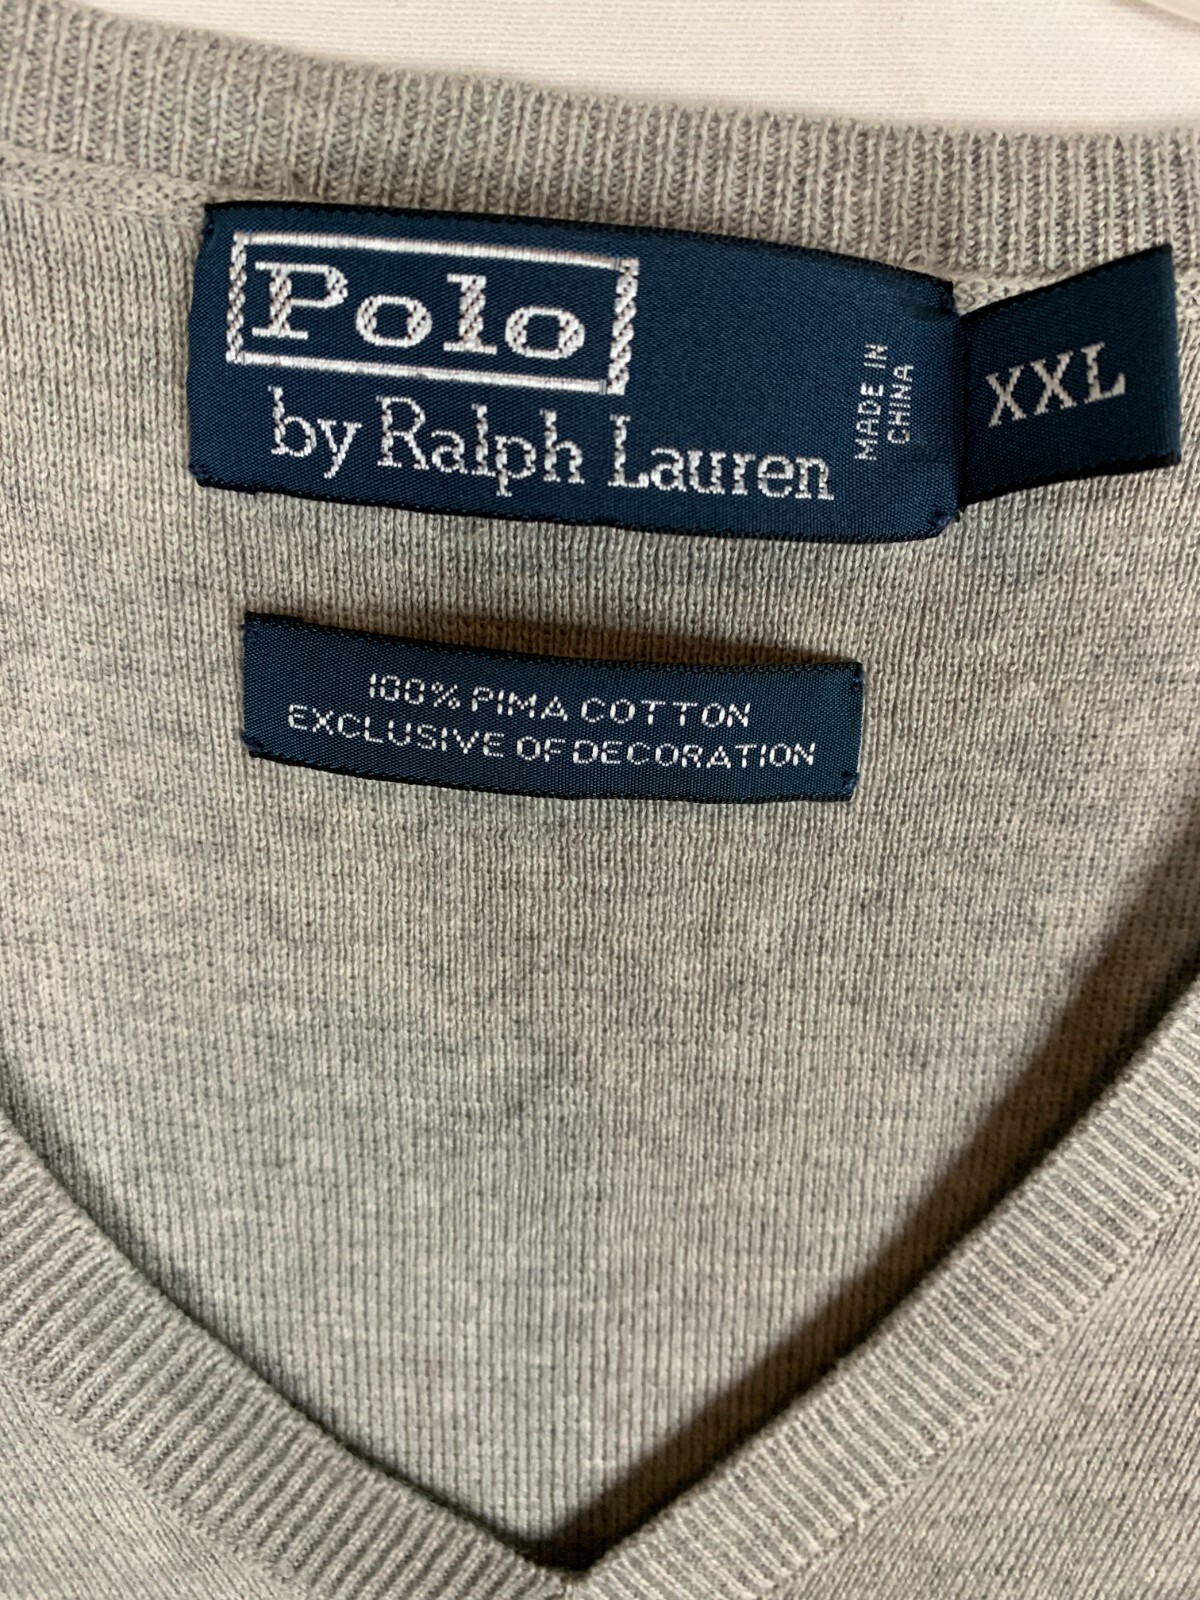 Polo
by Ralph Lauren
MADE IN
CHINA
XXL
100% PIMA COTTON
EXCLUSIVE OF DECORATION